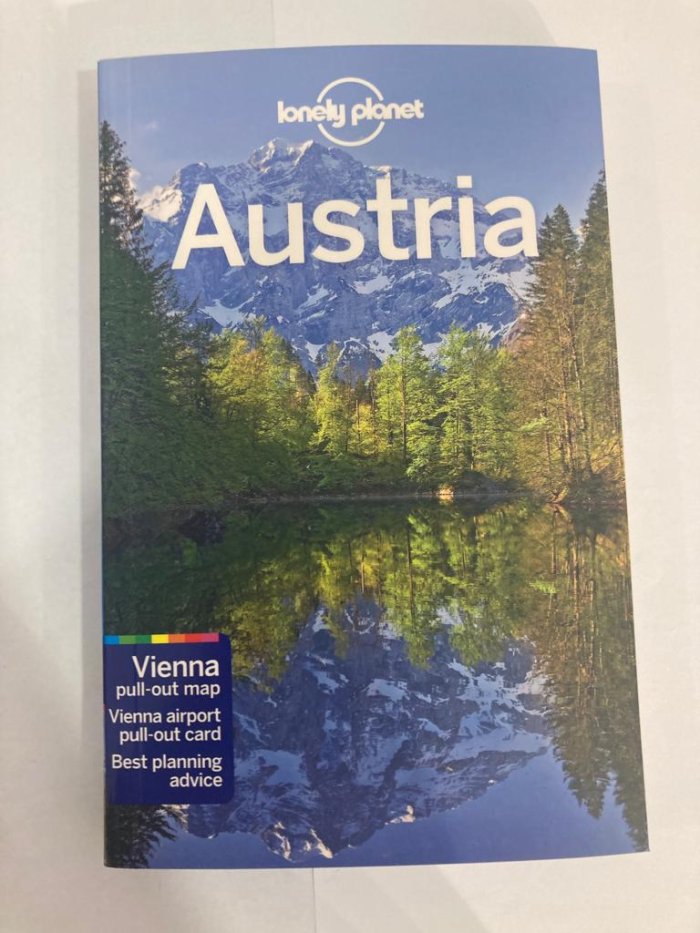 lonely planet
Austria
Vienna
pull-out map
Vienna airport
pull-out card
Best planning
advice